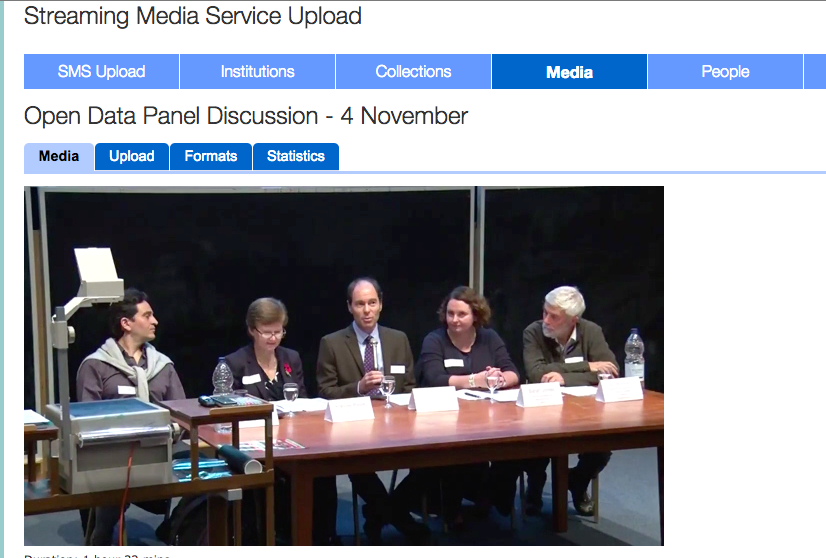 Streaming Media Service Upload
SMS Upload Institutions Collections Media People
Open Data Panel Discussion - 4 November
Media Upload Formats Statistics